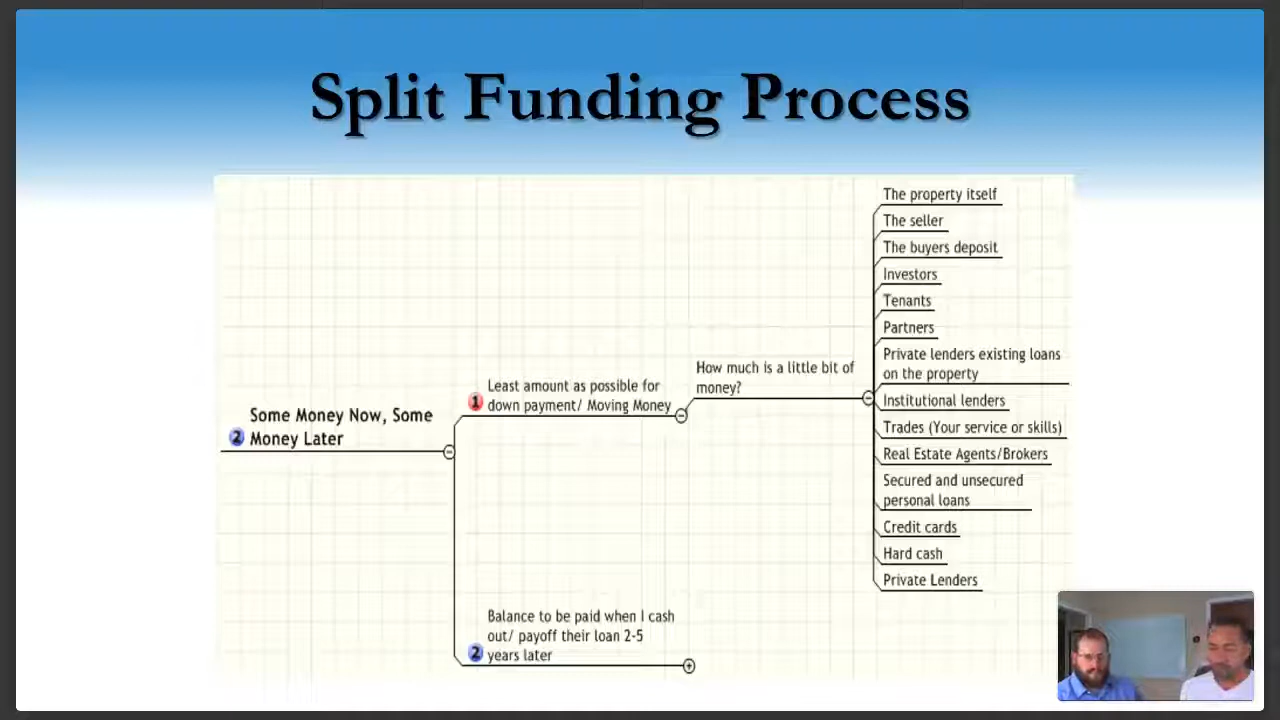 Split Funding Process
2 Some Money Now, Some
Money Later
1 Least amount as possible for
down payment/ Moving Money
How much is a little bit of
money?
The property itself
The seller
The buyers deposit
Investors
Tenants
Partners
Private lenders existing loans
on the property
Institutional lenders
Trades (Your service or skills)
Real Estate Agents/Brokers
Secured and unsecured
personal loans
Credit cards
Hard cash
Private Lenders
2 Balance to be paid when I cash
out/ payoff their loan 2-5
years later